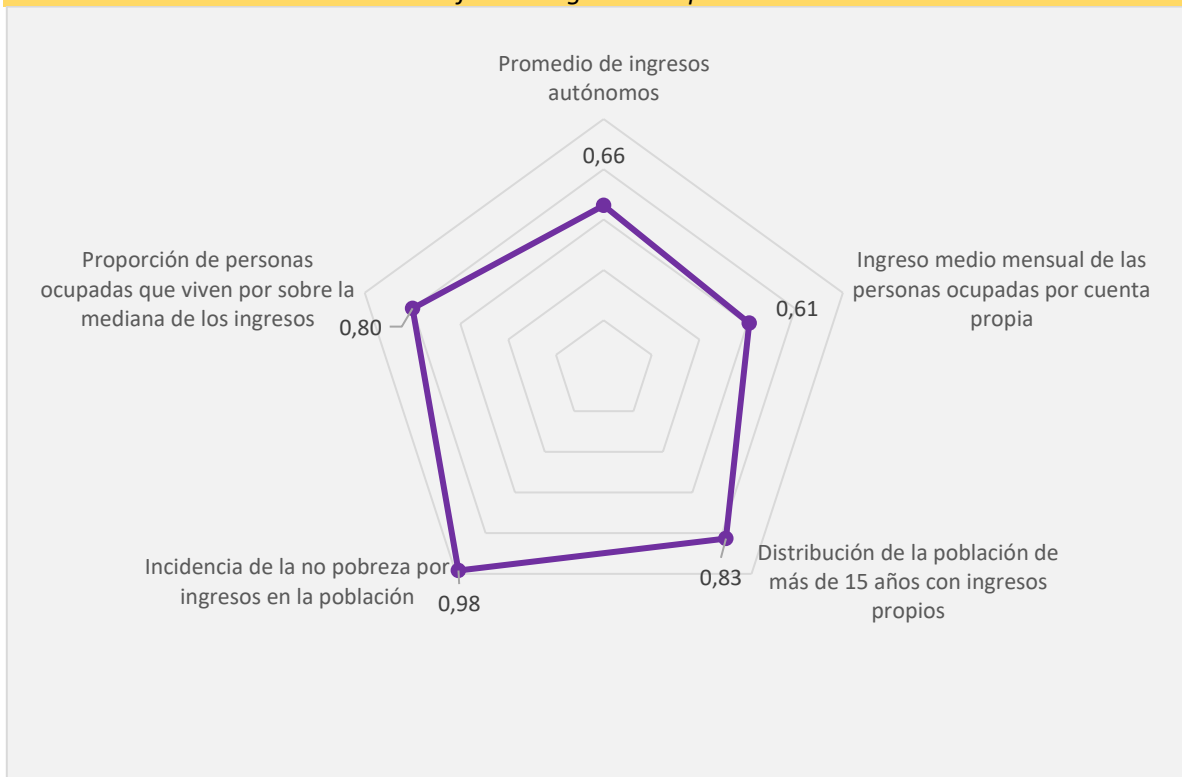 Promedio de ingresos
autónomos
0,66
Proporción de personas
ocupadas que viven por sobre la
mediana de los ingresos
0,80
Ingreso medio mensual de las
personas ocupadas por cuenta
propia
0,61
Incidencia de la no pobreza por
ingresos en la población
0,98
Distribución de la población de
más de 15 años con ingresos
propios
0,83